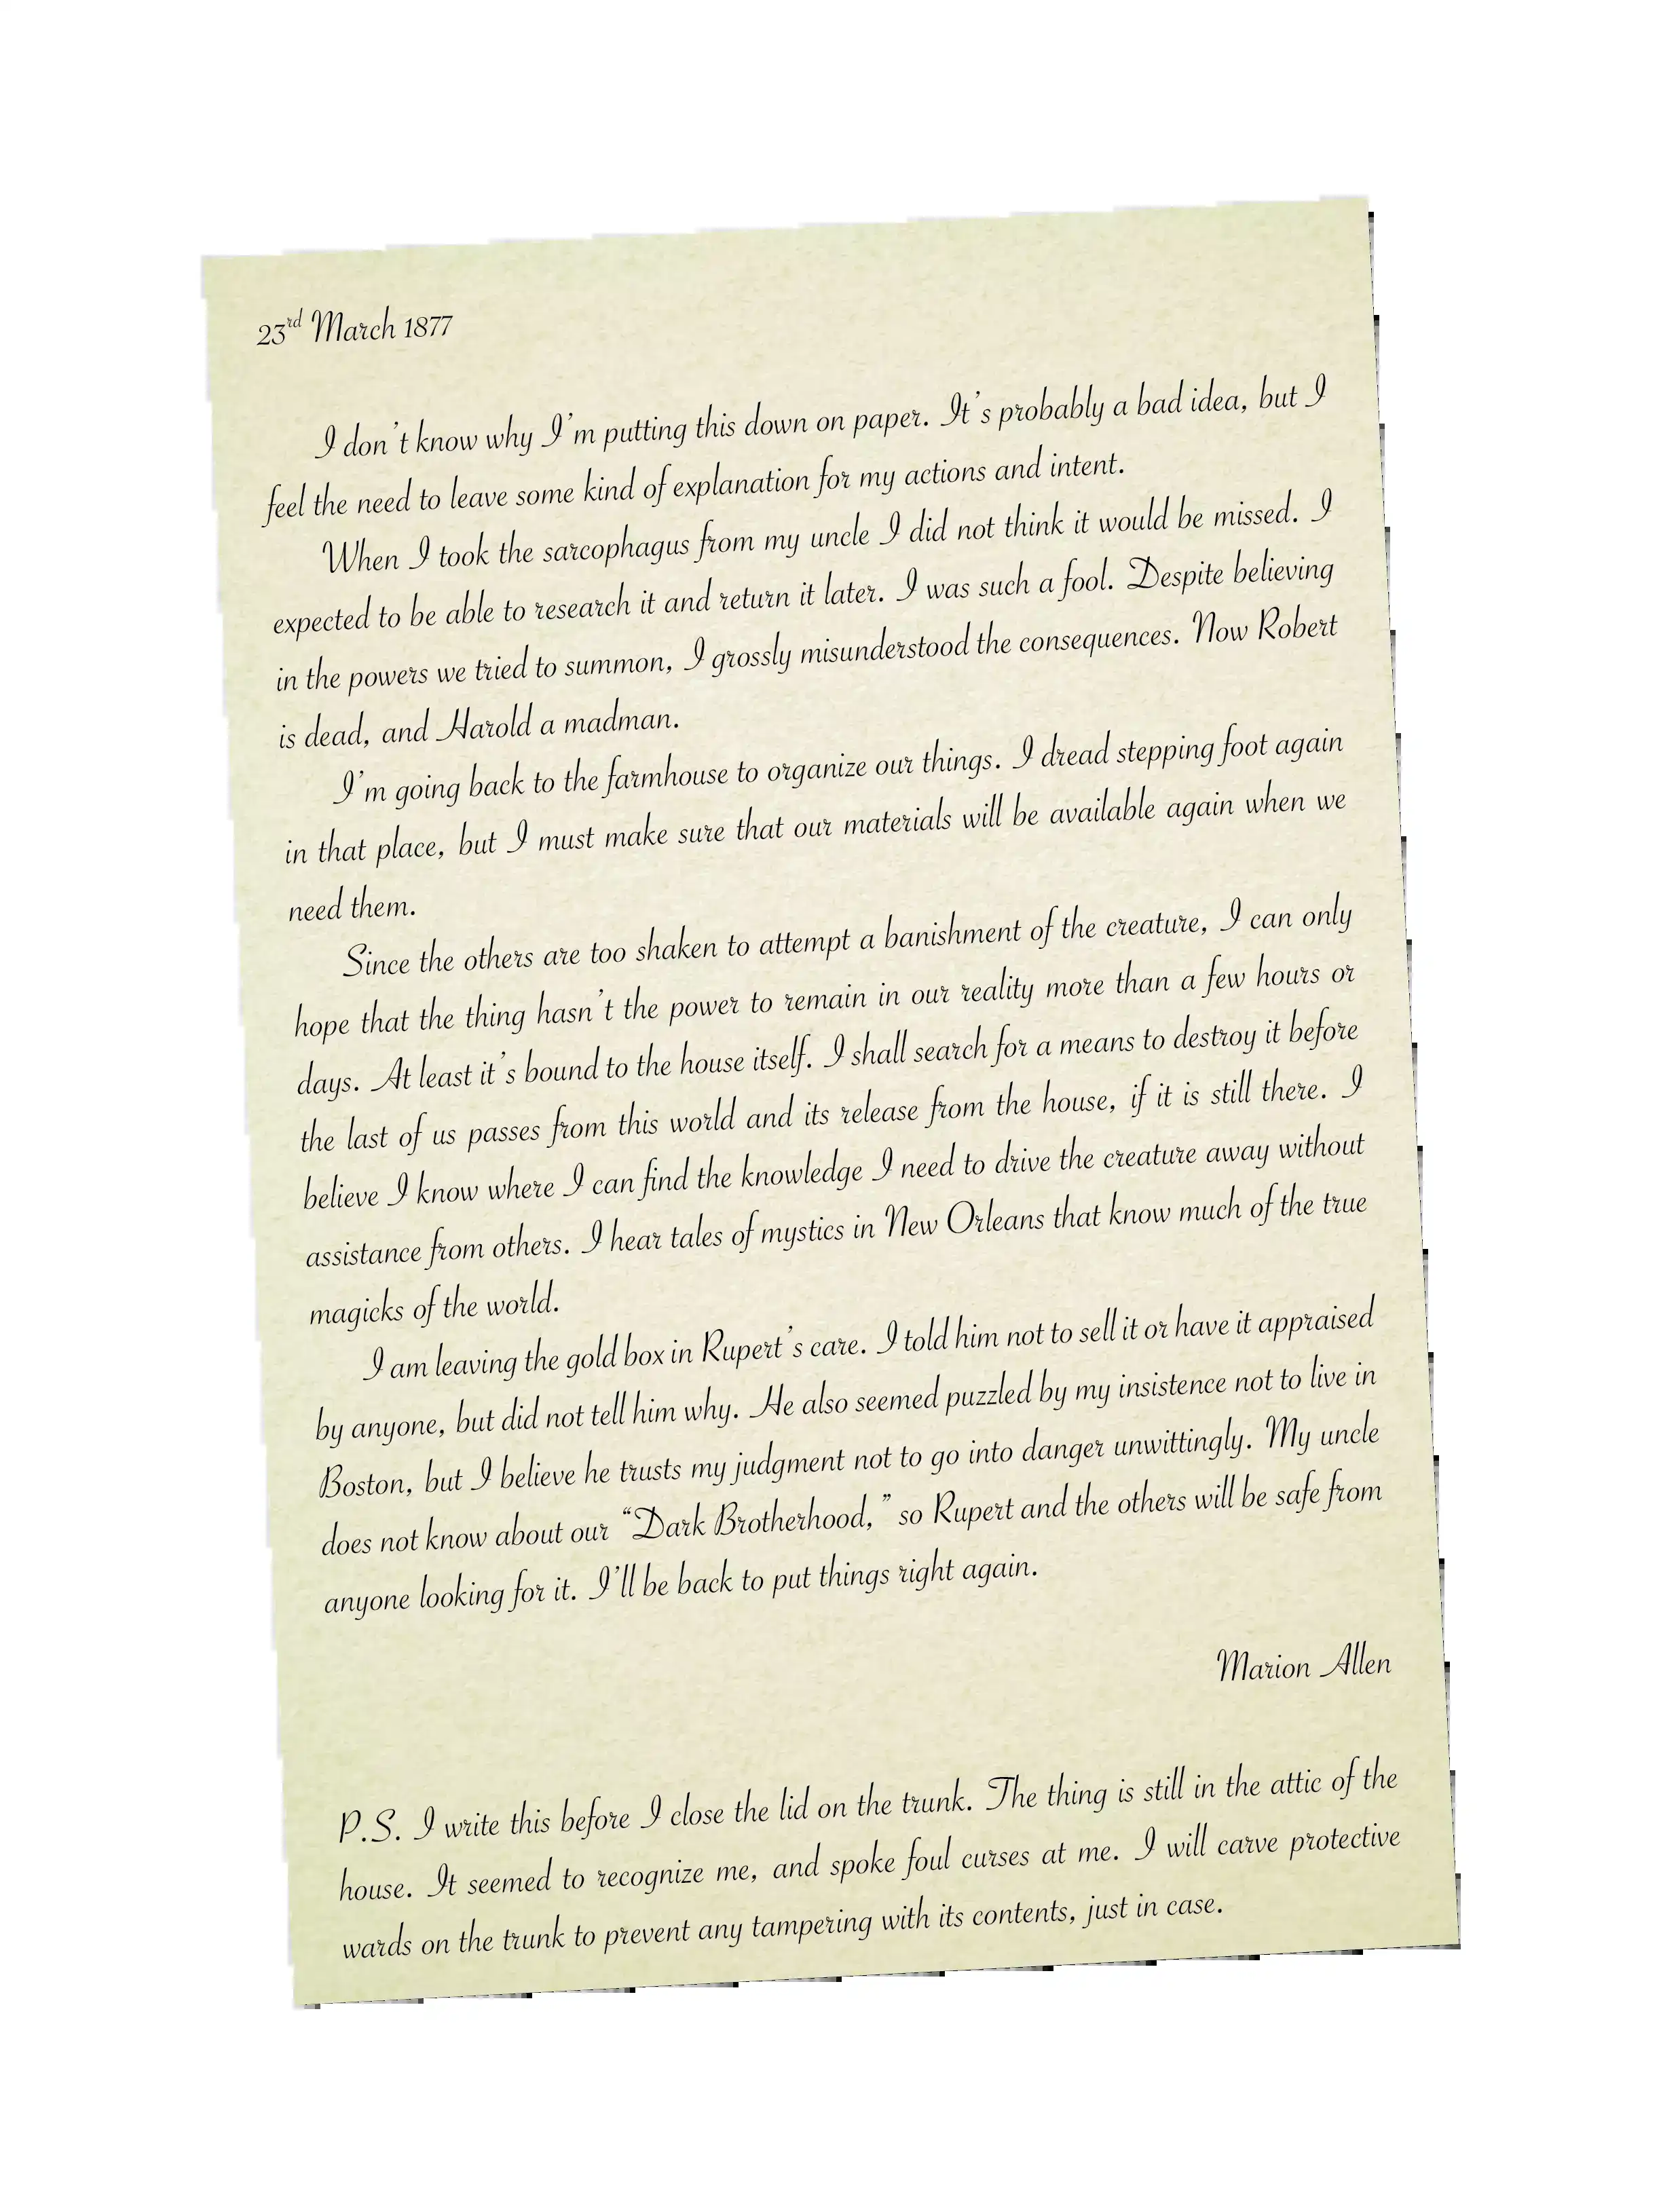 23rd March 1877
I don't know why I'm putting this down on paper. It's probably a bad idea, but I
feel the need to leave some kind of explanation for my actions and intent.
When I took the sarcophagus from my uncle I did not think it would be missed. I
expected to be able to research it and return it later. I was such a fool. Despite believing
in the powers we tried to summon, I grossly misunderstood the consequences. Now Robert
is dead, and Harold a madman.
I'm going back to the farmhouse to organize our things. I dread stepping foot again
in that place, but I must make sure that our materials will be available again when we
need them.
Since the others are too shaken to attempt a banishment of the creature, I can only
hope that the thing hasn't the power to remain in our reality more than a few hours or
days. At least it's bound to the house itself. I shall search for a means to destroy it before
the last of us passes from this world and its release from the house, if it is still there. I
believe I know where I can find the knowledge I need to drive the creature away without
assistance from others. I hear tales of mystics in New Orleans that know much of the true
magicks of the world.
I am leaving the gold box in Rupert's care. I told him not to sell it or have it appraised
by anyone, but did not tell him why. He also seemed puzzled by my insistence not to live in
Boston, but I believe he trusts my judgment not to go into danger unwittingly. My uncle
does not know about our "Dark Brotherhood," so Rupert and the others will be safe from
anyone looking for it. I'll be back to put things right again.
Marion Allen
P.S. I write this before I close the lid on the trunk. The thing is still in the attic of the
house. It seemed to recognize me, and spoke foul curses at me. I will carve protective
wards on the trunk to prevent any tampering with its contents, just in case.